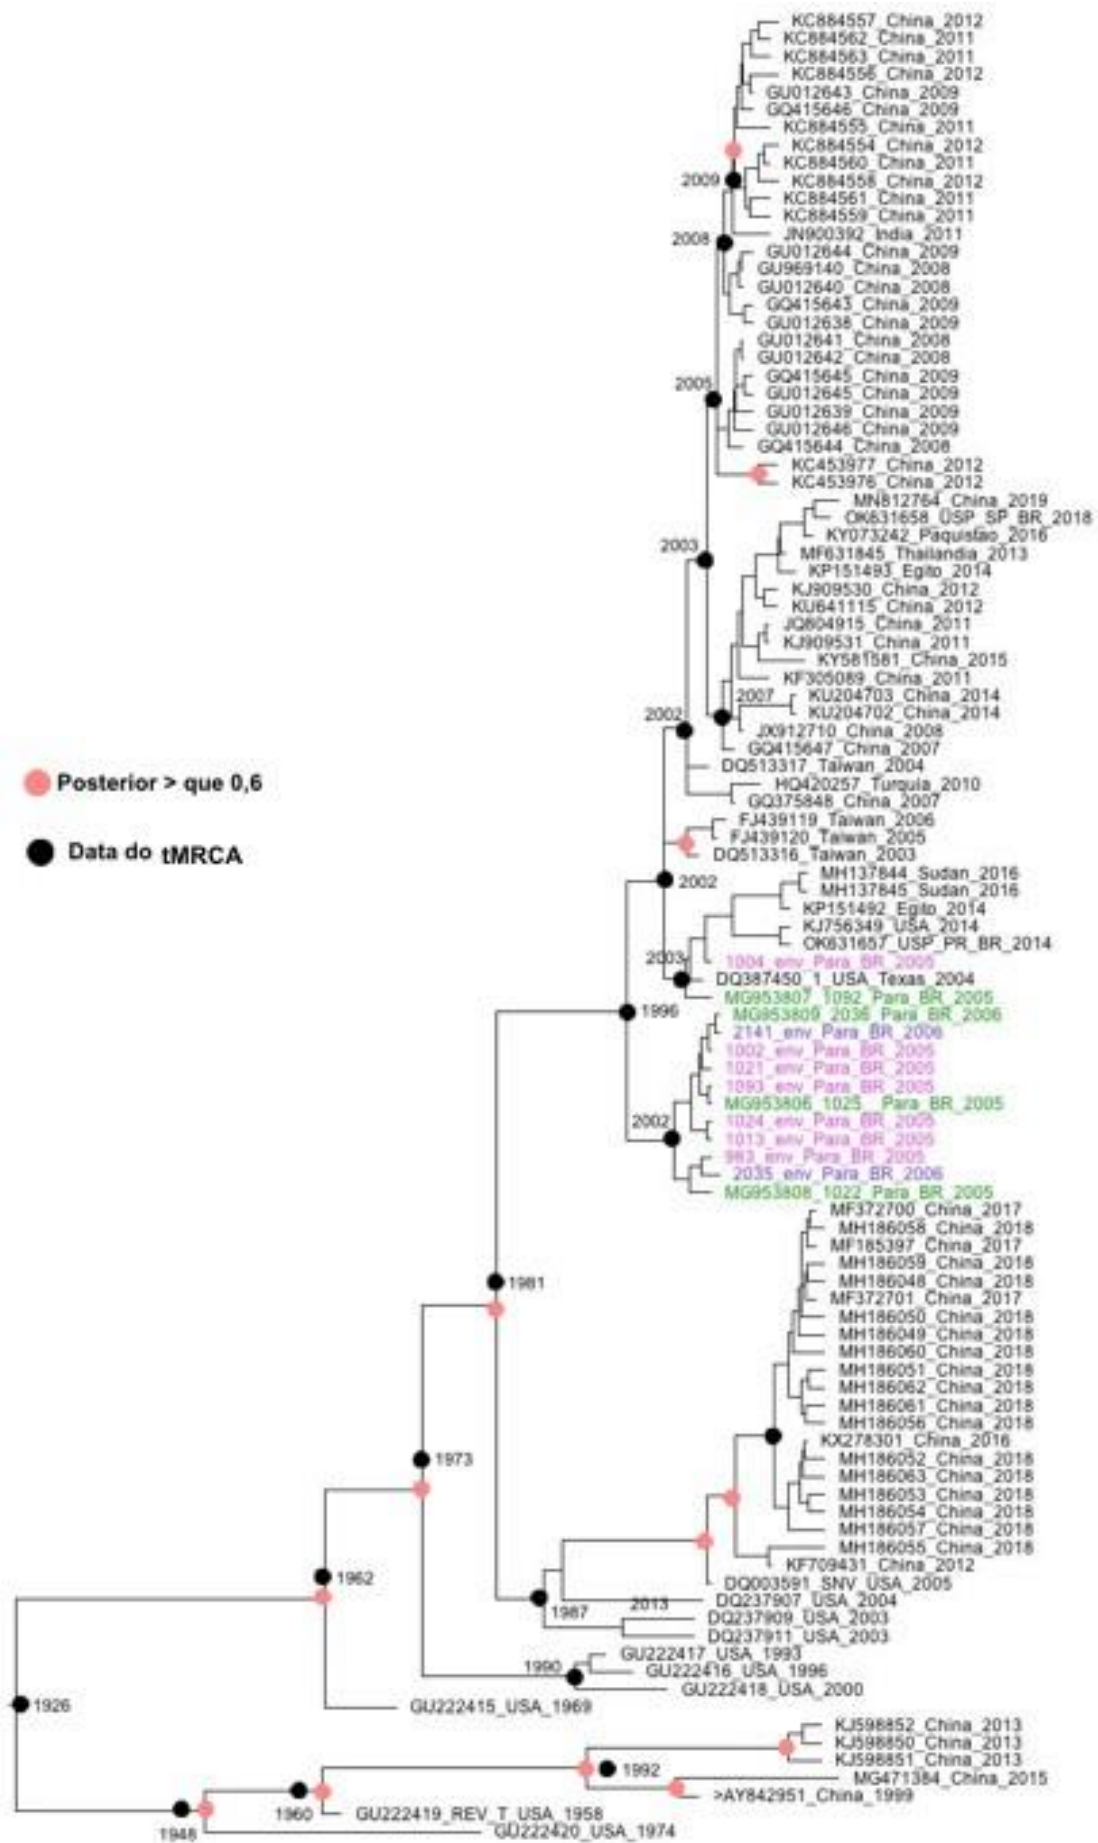 KC884557_China_2012
KC884562_China_2011
KC884563_China_2011
KC884556_China_2012
GU012643_China_2009
GQ415646_China_2009
KC884555_China_2011
KC884554_China_2012
KC884560_China_2011
2009
KC884558_China_2012
KC884561_China_2011
KC884559_China_2011
JN900392_India_2011
2008
GU012644_China_2009
GU969140_China_2008
GU012640_China_2008
GQ415643_China_2009
GU012638_China_2009
GU012641_China_2008
GU012642_China_2008
GQ415645_China_2009
2005
GU012645_China_2009
GU012639_China_2009
GU012646_China_2009
GQ415644_China_2008
KC453977_China_2012
KC453976_China_2012
MN812764_China_2019
OK631658_USP_SP_BR_2018
KY073242_Paquistao_2016
2003
MF631845_Thailandia_2013
KP151493_Egito_2014
KJ909530_China_2012
KU641115_China_2012
JQ804915_China_2011
KJ909531_China_2011
KY581581_China_2015
KF305089_China_2011
2007
KU204703_China_2014
KU204702_China_2014
2002
JX912710_China_2008
GQ415647_China_2007
DQ513317_Taiwan_2004
Posterior > que 0,6
HQ420257_Turquia_2010
GQ375848_China_2007
FJ439119_Taiwan_2006
FJ439120_Taiwan_2005
Data do tMRCA
DQ513316_Taiwan_2003
MH137844_Sudan_2016
2002
MH137845_Sudan_2016
KP151492_Egito_2014
KJ756349_USA_2014
OK631657_USP_PR_BR_2014
2003
1004_env_Para_BR_2005
DQ387450_1_USA_Texas_2004
MG953807_1092_Para_BR_2005
1996
MG953809_2036_Para_BR_2006
2141_env_Para_BR_2006
1002_env_Para_BR_2005
1021_env_Para_BR_2005
1093_env_Para_BR_2005
MG953806_1025_ Para_BR_2005
2002
1024_env_Para_BR_2005
1013_env_Para_BR_2005
983_env_Para_BR_2005
2035_env_Para_BR_2006
MG953808_1022_Para_BR_2005
MF372700_China_2017
MH186058_China_2018
MF185397_China_2017
MH186059_China_2018
1981
MH186048_China_2018
MF372701_China_2017
MH186050_China_2018
MH186049_China_2018
MH186060_China_2018
MH186051_China_2018
MH186062_China_2018
MH186061_China_2018
MH186056_China_2018
KX278301_China_2016
1973
MH186052_China_2018
MH186063_China_2018
MH186053_China_2018
MH186054_China_2018
MH186057_China_2018
MH186055_China_2018
KF709431_China_2012
1962
DQ003591_SNV_USA_2005
DQ237907_USA_2004
2013
1987
DQ237909_USA_2003
DQ237911_USA_2003
GU222417_USA_1993
1990
GU222416_USA_1996
GU222418_USA_2000
1926
GU222415_USA_1969
KJ598852_China_2013
KJ598850_China_2013
KJ598851_China_2013
1992
MG471384_China_2015
>AY842951_China_1999
1960
GU222419_REV_T_USA_1958
1948
GU222420_USA_1974